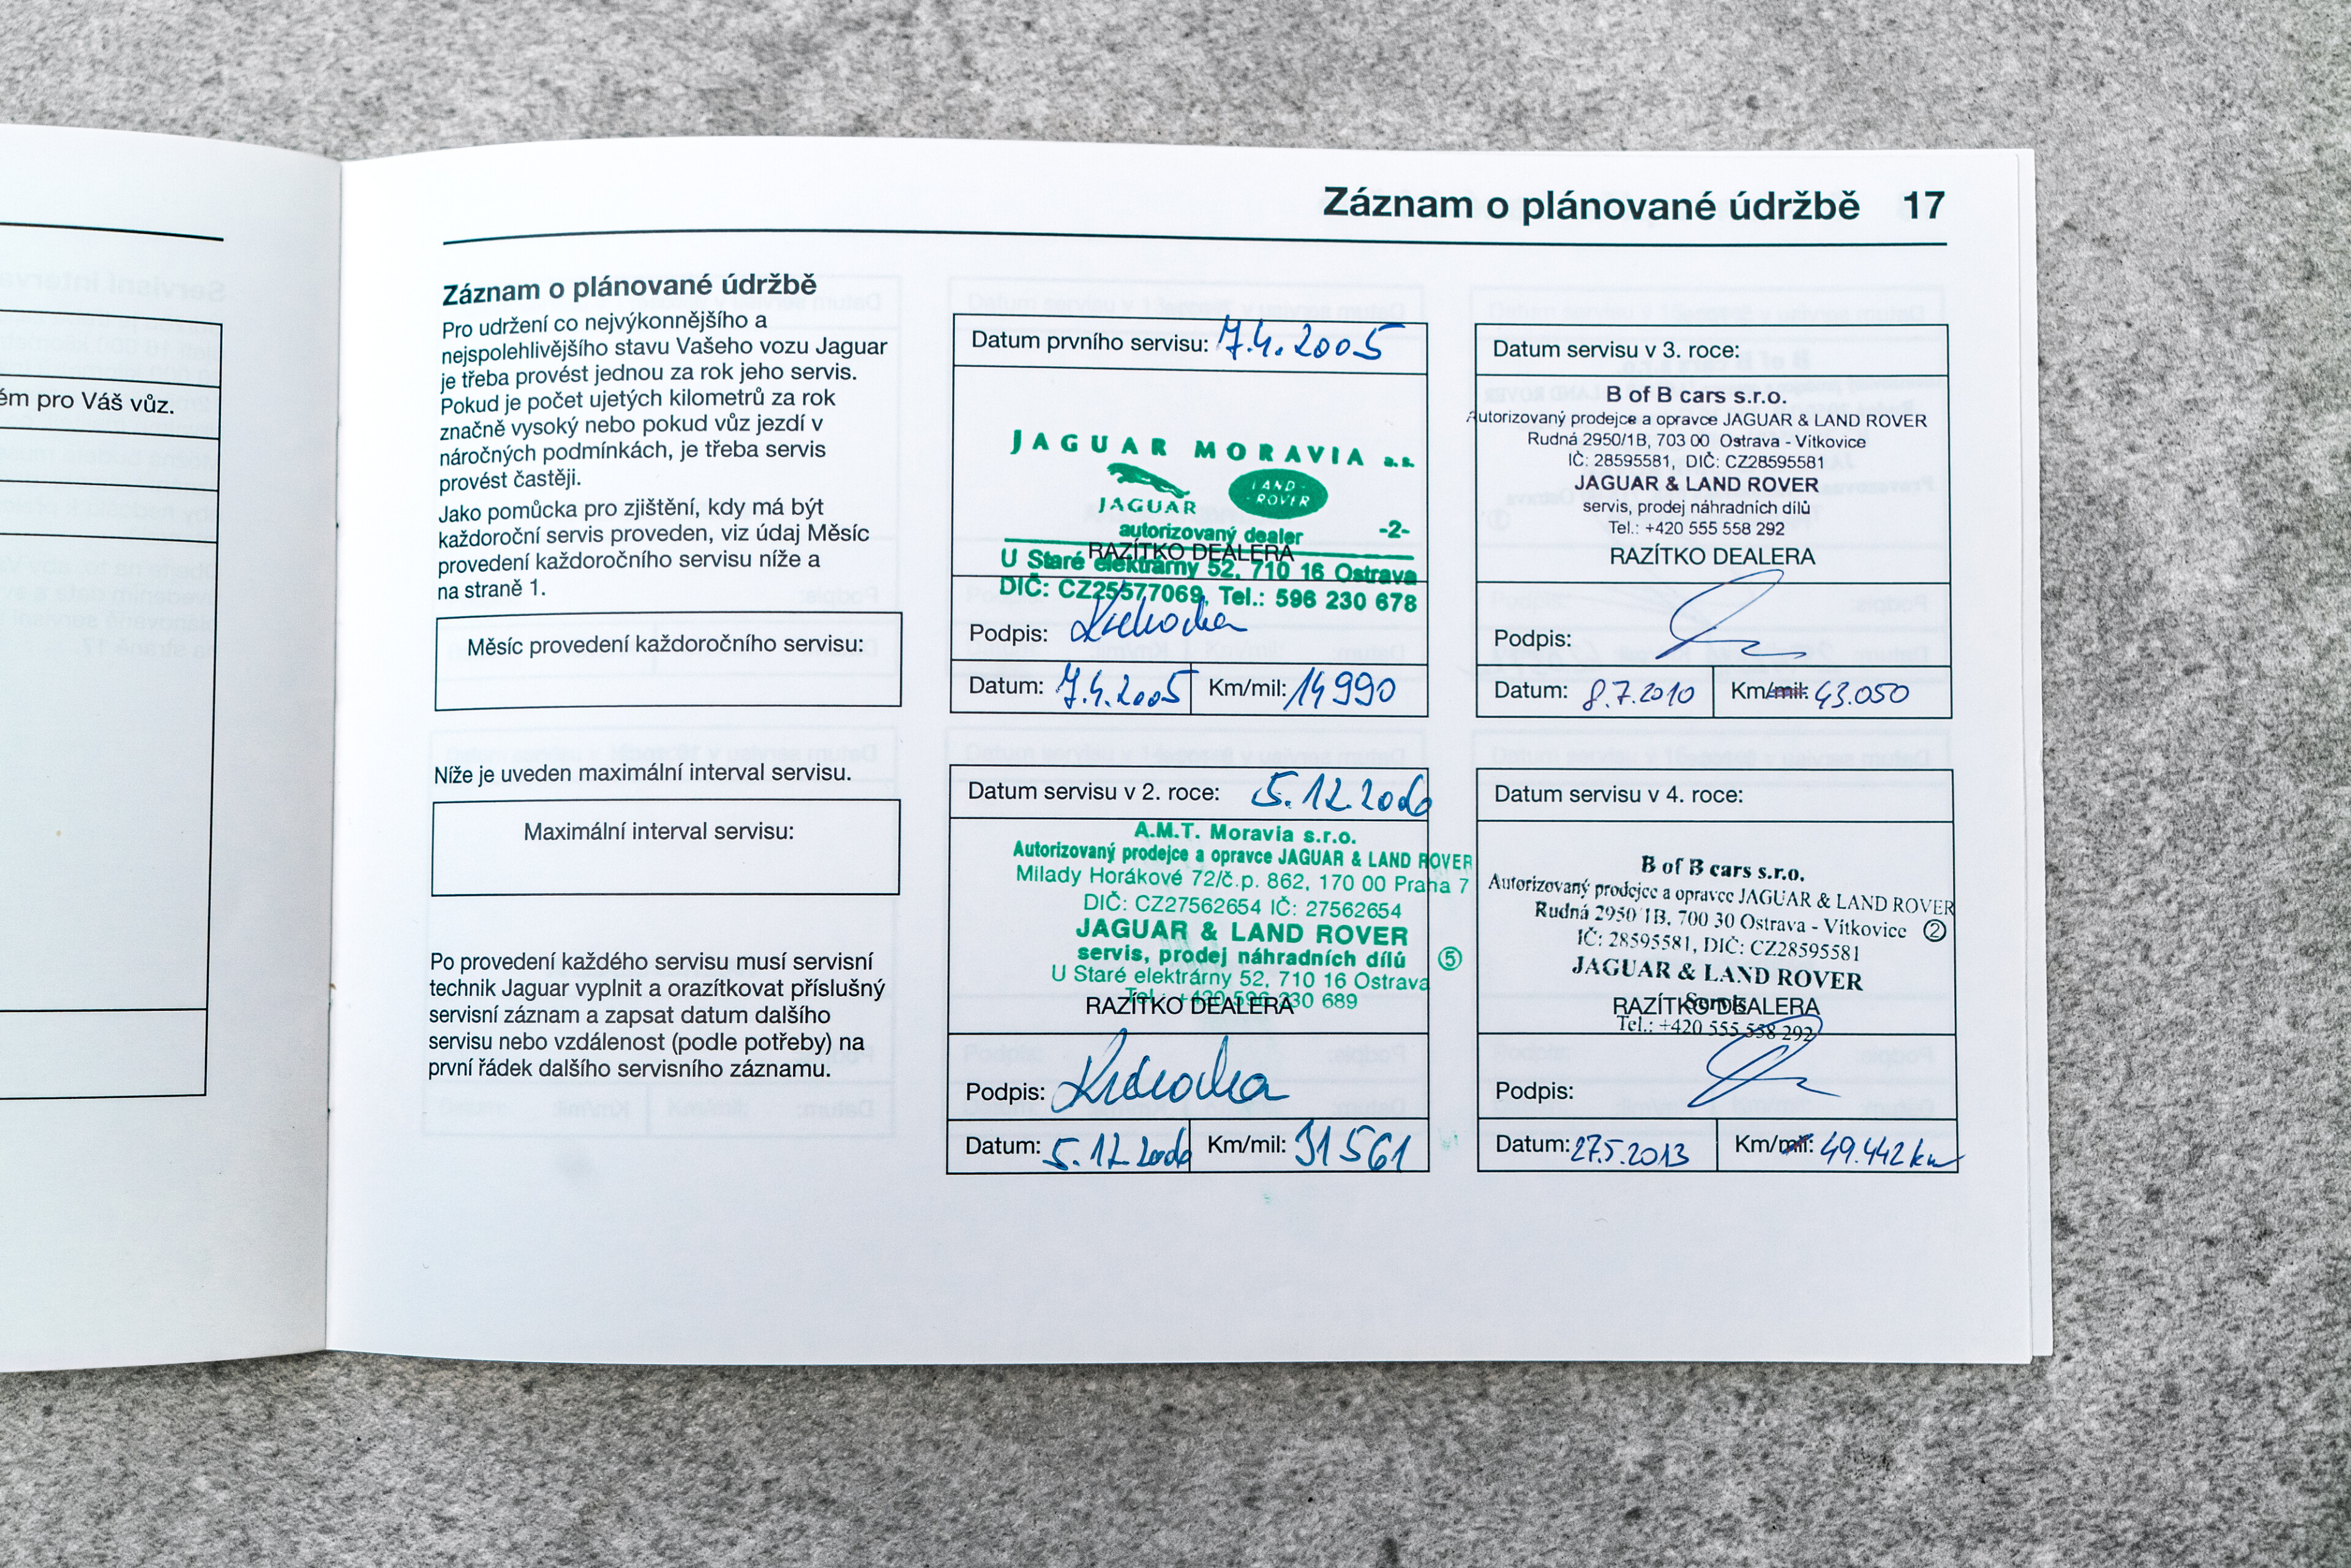 ém pro Váš vůz.
Záznam o plánované údržbě 17
Záznam o plánované údržbě
Pro udržení co nejvýkonnějšího a
nejspolehlivějšího stavu Vašeho vozu Jaguar
je třeba provést jednou za rok jeho servis.
Pokud je počet ujetých kilometrů za rok
značně vysoký nebo pokud vůz jezdí v
náročných podmínkách, je třeba servis
provést častěji.
Jako pomůcka pro zjištění, kdy má být
každoroční servis proveden, viz údaj Měsíc
provedení každoročního servisu níže a
na straně 1.
Měsíc provedení každoročního servisu:
Níže je uveden maximální interval servisu.
Maximální interval servisu:
Po provedení každého servisu musí servisní
technik Jaguar vyplnit a orazítkovat příslušný
servisní záznam a zapsat datum dalšího
servisu nebo vzdálenost (podle potřeby) na
první řádek dalšího servisního záznamu.
Datum prvního servisu: 7.4.2005
JAGUAR MORAVIA a.s.
JAGUAR
LAND-
ROVER
autorizovaný dealer -2-
RAZÍTKO DEALERA
U Staré elektrárny 52, 710 16 Ostrava
DIČ: CZ25577069, Tel.: 596 230 678
Podpis:
Datum: 7.4.2005 Km/mil: 14990
Datum servisu v 2. roce: 5.12.2006
A.M.T. Moravia s.r.o.
Autorizovaný prodejce a opravce JAGUAR & LAND ROVER
Milady Horákové 72/č.p. 862, 170 00 Praha 7
DIČ: CZ27562654 IČ: 27562654
JAGUAR & LAND ROVER
servis, prodej náhradních dílů 5
U Staré elektrárny 52, 710 16 Ostrava
Tel.: +420 596 230 689
RAZÍTKO DEALERA
Podpis:
Datum: 5.12.2006 Km/mil: 31561
Datum servisu v 3. roce:
B of B cars s.r.o.
Autorizovaný prodejce a opravce JAGUAR & LAND ROVER
Rudná 2950/1B, 703 00 Ostrava - Vítkovice
IČ: 28595581, DIČ: CZ28595581
JAGUAR & LAND ROVER
servis, prodej náhradních dílů
Tel.: +420 555 558 292
RAZÍTKO DEALERA
Podpis:
Datum: 8.7.2010 Km/mil: 43.050
Datum servisu v 4. roce:
B of B cars s.r.o.
Autorizovaný prodejce a opravce JAGUAR & LAND ROVER
Rudná 2950/1B, 700 30 Ostrava - Vítkovice 2
IČ: 28595581, DIČ: CZ28595581
JAGUAR & LAND ROVER
Servis
RAZÍTKO DEALERA
Tel.: +420 555 558 292
Podpis:
Datum: 27.5.2013 Km/mil: 49.442 km